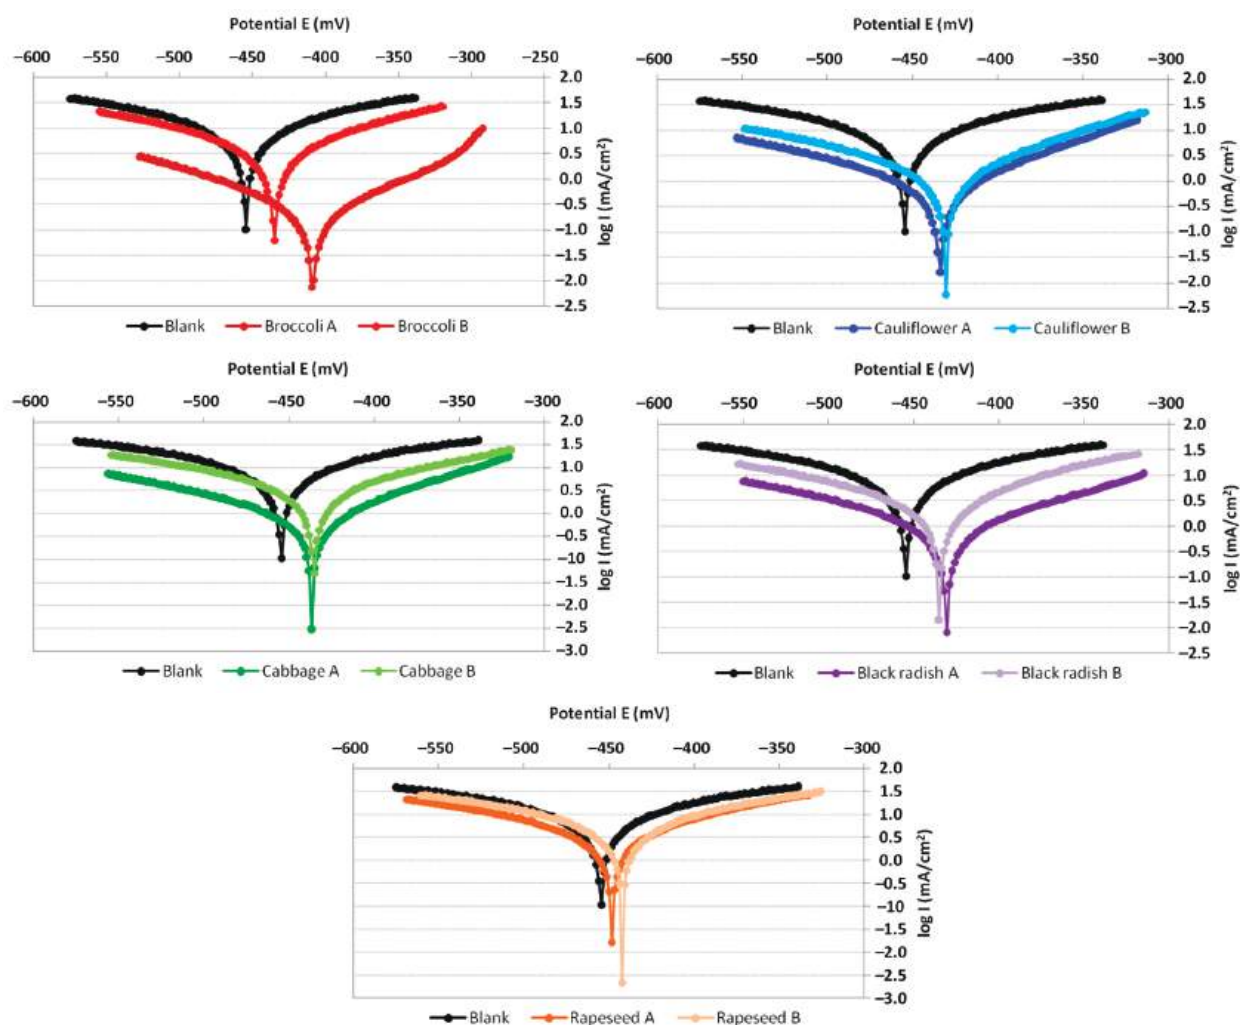 Potential E (mV)
−600 −550 −500 −450 −400 −350 −300 −250
2.0
1.5
1.0
0.5
0.0
−0.5
−1.0
−1.5
−2.0
−2.5
log I (mA/cm²)
Blank Broccoli A Broccoli B
Potential E (mV)
−600 −550 −500 −450 −400 −350 −300
2.0
1.5
1.0
0.5
0.0
−0.5
−1.0
−1.5
−2.0
−2.5
log I (mA/cm²)
Blank Cauliflower A Cauliflower B
Potential E (mV)
−600 −550 −500 −450 −400 −350 −300
2.0
1.5
1.0
0.5
0.0
−0.5
−10
−1.5
−2.0
−2.5
−3.0
log I (mA/cm²)
Blank Cabbage A Cabbage B
Potential E (mV)
−600 −550 −500 −450 −400 −350 −300
2.0
1.5
1.0
0.5
0.0
−0.5
−1.0
−1.5
−2.0
−2.5
log I (mA/cm²)
Blank Black radish A Black radish B
Potential E (mV)
−600 −550 −500 −450 −400 −350 −300
2.0
1.5
1.0
0.5
0.0
−0.5
−10
−1.5
−2.0
−2.5
−3.0
log I (mA/cm²)
Blank Rapeseed A Rapeseed B